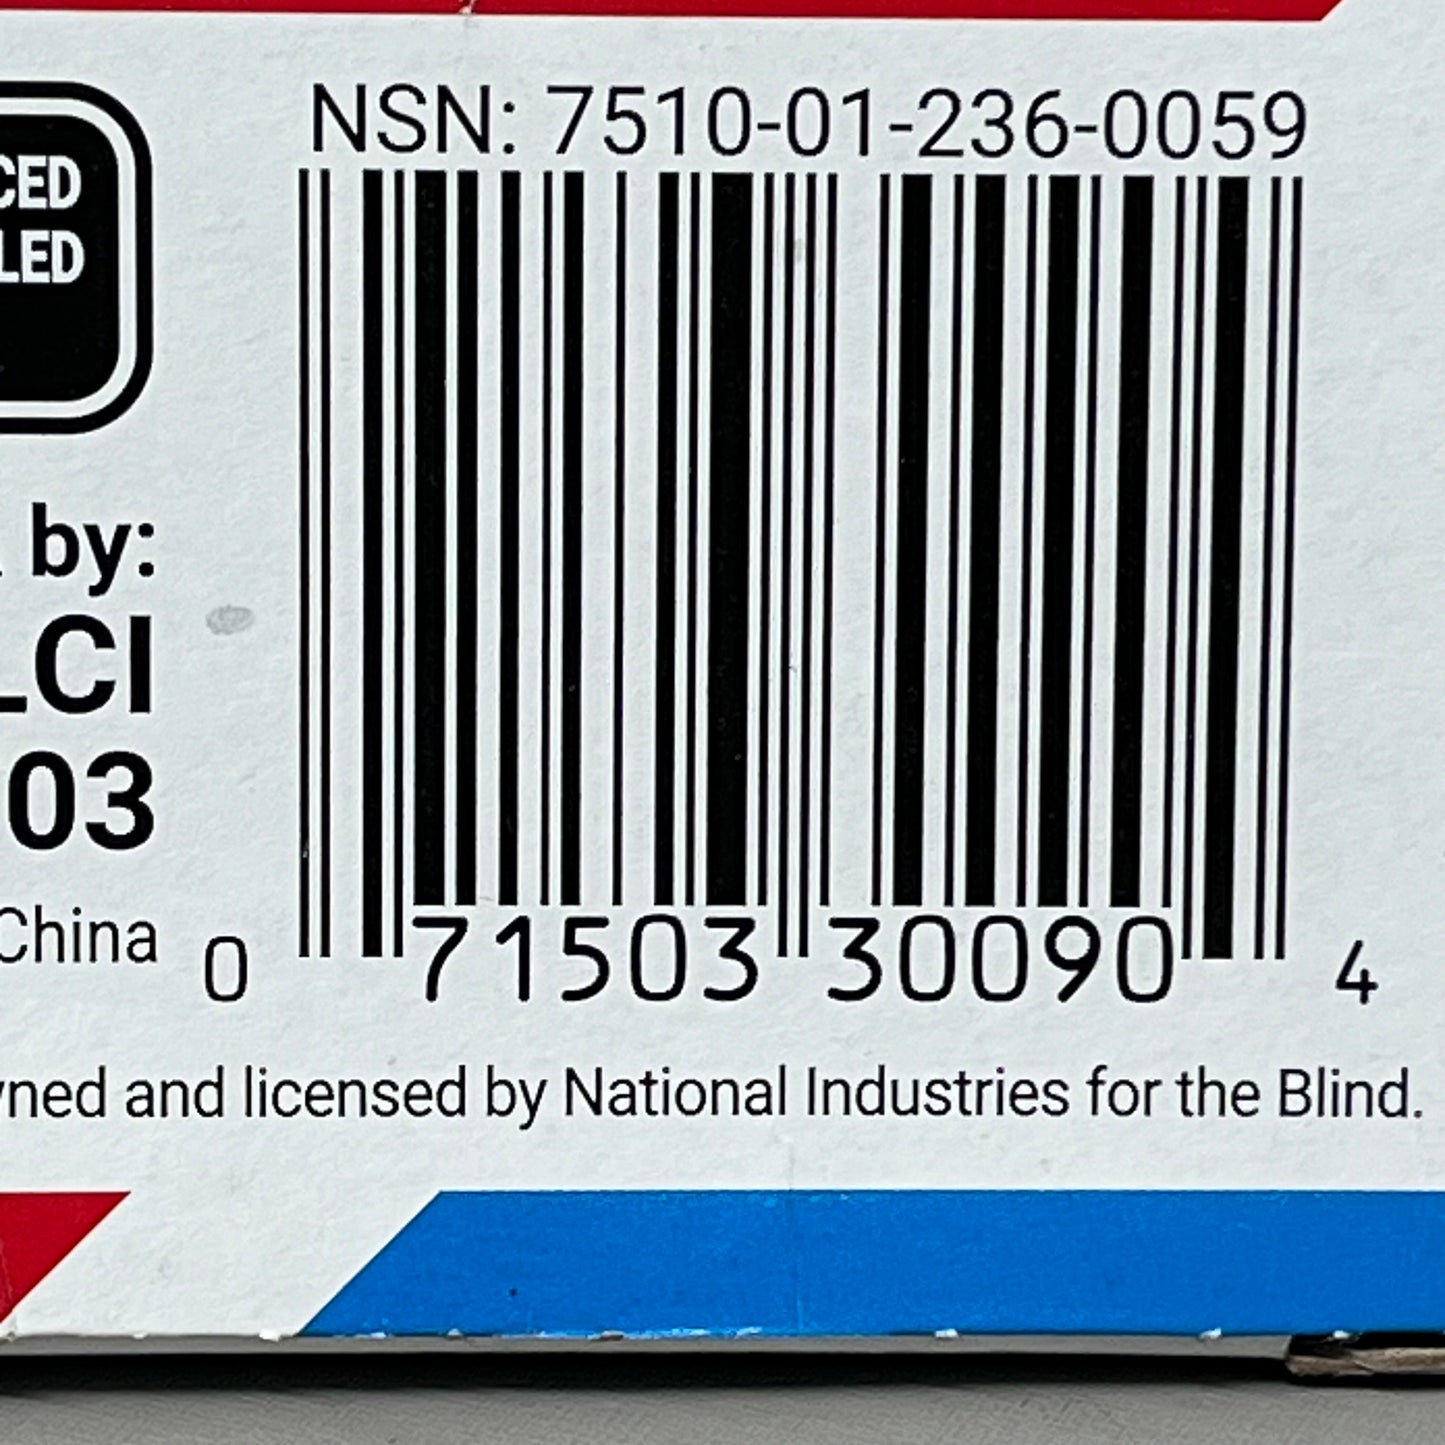 NSN: 7510-01-236-0059
CED
LED
by:
LCI
03
China
0 71503 30090 4
wned and licensed by National Industries for the Blind.